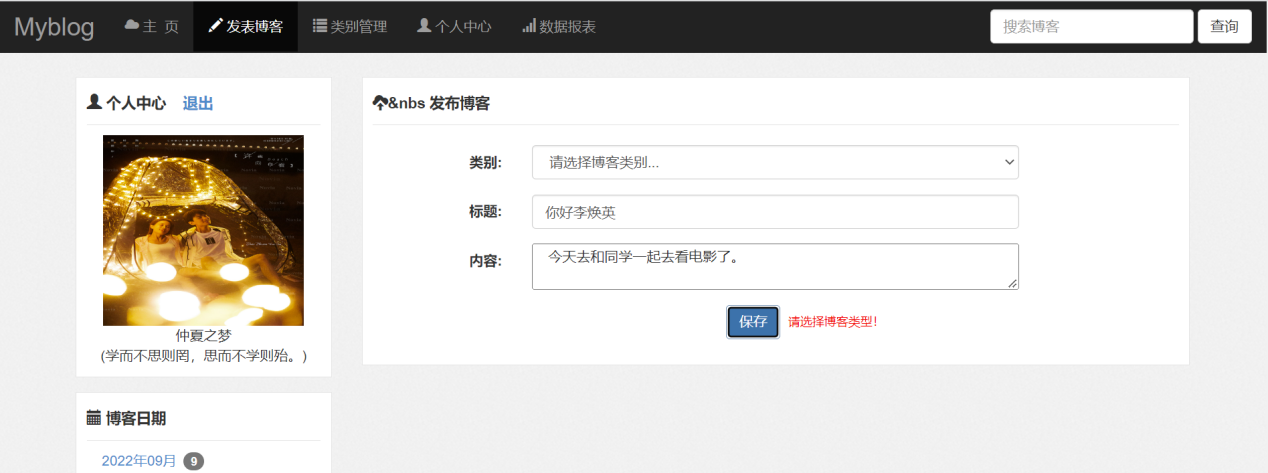 Myblog 主 页 发表博客 类别管理 个人中心 数据报表 搜索博客 查询
个人中心 退出
仲夏之梦
(学而不思则罔，思而不学则殆。)
博客日期
2022年09月 9
&nbs 发布博客
类别: 请选择博客类别...
标题: 你好李焕英
内容: 今天去和同学一起去看电影了。
保存 请选择博客类型!